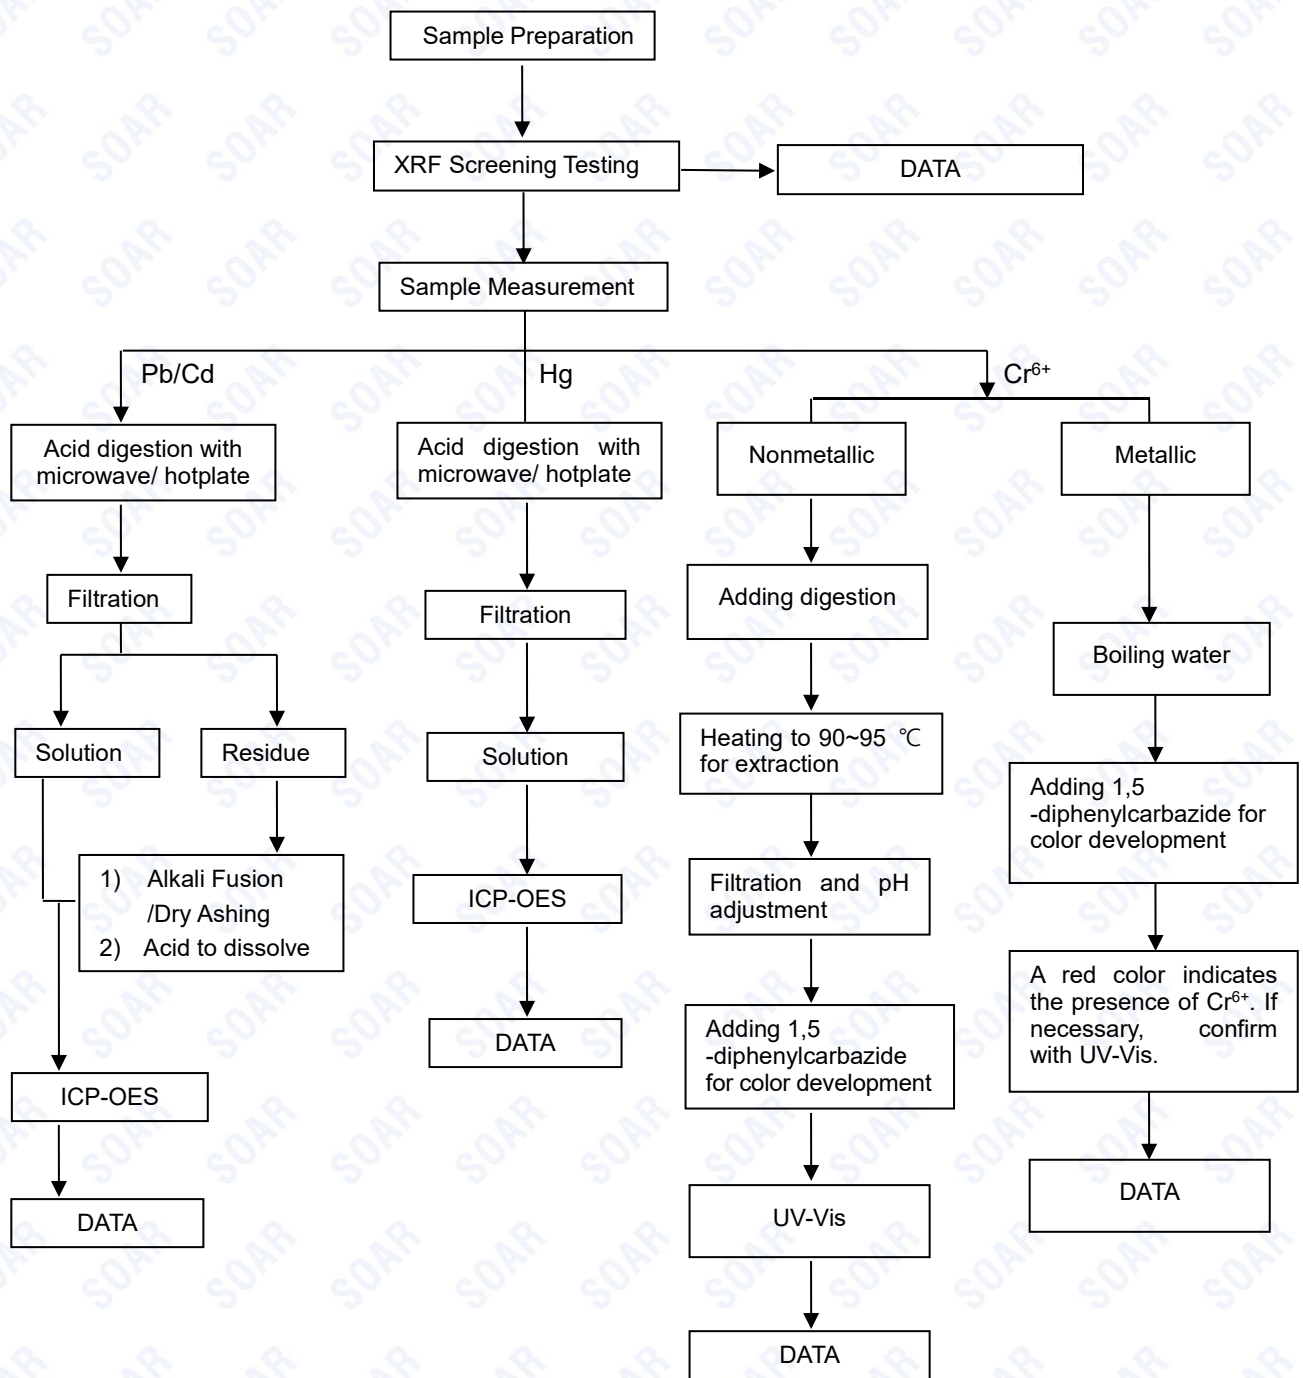 Sample Preparation
XRF Screening Testing
DATA
Sample Measurement
Pb/Cd
Hg
Cr⁶⁺
Acid digestion with
microwave/ hotplate
Filtration
Solution
Residue
1) Alkali Fusion
/Dry Ashing
2) Acid to dissolve
ICP-OES
DATA
Acid digestion with
microwave/ hotplate
Filtration
Solution
ICP-OES
DATA
Nonmetallic
Adding digestion
Heating to 90~95 ℃
for extraction
Filtration and pH
adjustment
Adding 1,5
-diphenylcarbazide
for color development
UV-Vis
DATA
Metallic
Boiling water
Adding 1,5
-diphenylcarbazide for
color development
A red color indicates
the presence of Cr⁶⁺. If
necessary, confirm
with UV-Vis.
DATA
SOAR